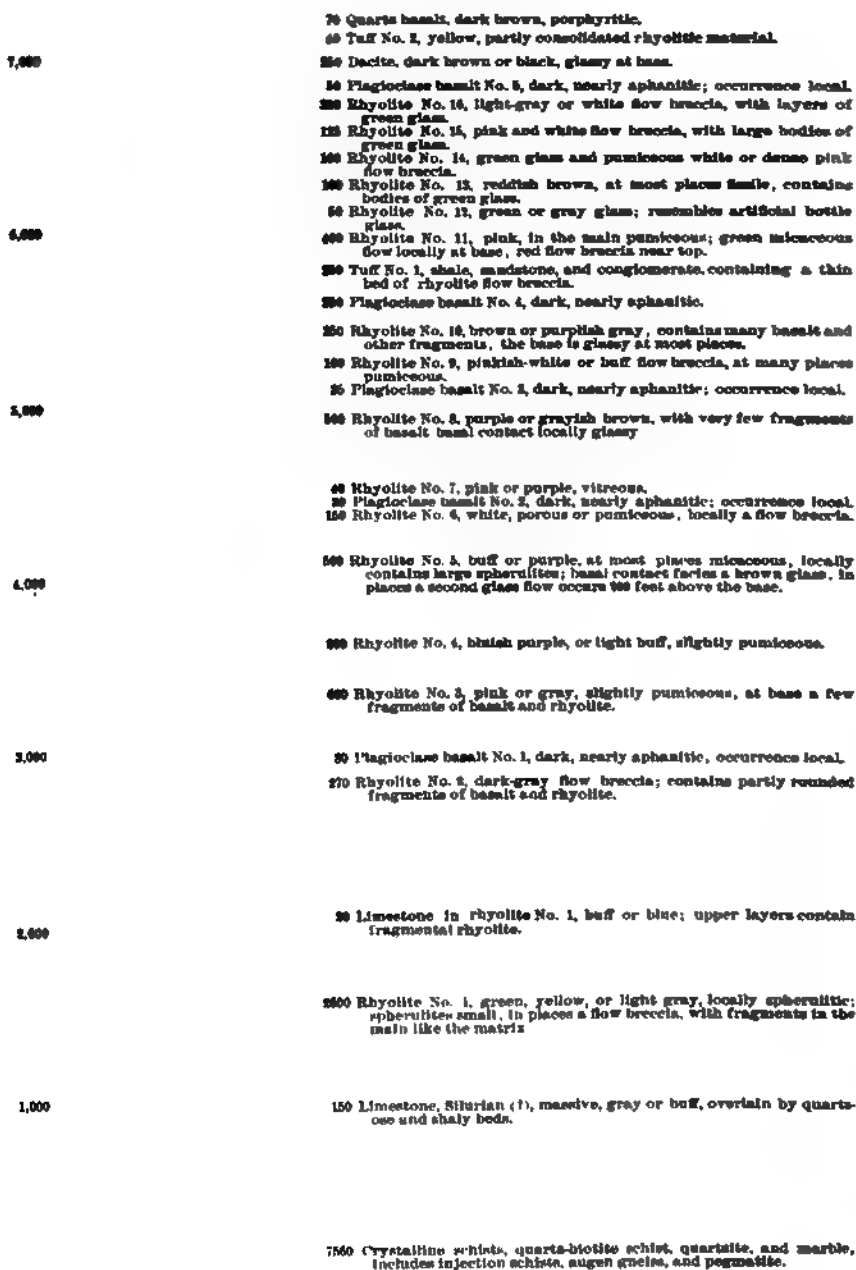 70 Quartz basalt, dark brown, porphyritic.
Tuff No. 2, yellow, partly consolidated rhyolitic material.
7,000
Dacite, dark brown or black, glassy at base.
50 Plagioclase basalt No. 5, dark, nearly aphanitic; occurrence local.
Rhyolite No. 16, light-gray or white flow breccia, with layers of
green glass.
125 Rhyolite No. 15, pink and white flow breccia, with large bodies of
green glass.
Rhyolite No. 14, green glass and pumiceous white or dense pink
flow breccia.
Rhyolite No. 13, reddish brown, at most places fissile, contains
bodies of green glass.
Rhyolite No. 12, green or gray glass; resembles artificial bottle
glass.
6,000
Rhyolite No. 11, pink, in the main pumiceous; green micaceous
flow locally at base, red flow breccia near top.
Tuff No. 1, shale, sandstone, and conglomerate, containing a thin
bed of rhyolite flow breccia.
Plagioclase basalt No. 4, dark, nearly aphanitic.
250 Rhyolite No. 10, brown or purplish gray, contains many basalt and
other fragments, the base is glassy at most places.
Rhyolite No. 9, pinkish-white or buff flow breccia, at many places
pumiceous.
Plagioclase basalt No. 3, dark, nearly aphanitic; occurrence local.
5,000
Rhyolite No. 8, purple or grayish brown, with very few fragments
of basalt basal contact locally glassy
Rhyolite No. 7, pink or purple, vitreous.
Plagioclase basalt No. 2, dark, nearly aphanitic; occurrence local.
150 Rhyolite No. 6, white, porous or pumiceous, locally a flow breccia.
Rhyolite No. 5, buff or purple, at most places micaceous, locally
contains large spherulites; basal contact facies a brown glass, in
places a second glass flow occurs feet above the base.
4,000
Rhyolite No. 4, bluish purple, or light buff, slightly pumiceous.
Rhyolite No. 3, pink or gray, slightly pumiceous, at base a few
fragments of basalt and rhyolite.
3,000
Plagioclase basalt No. 1, dark, nearly aphanitic, occurrence local.
270 Rhyolite No. 2, dark-gray flow breccia; contains partly rounded
fragments of basalt and rhyolite.
Limestone in rhyolite No. 1, buff or blue; upper layers contain
fragmental rhyolite.
2,000
Rhyolite No. 1, green, yellow, or light gray, locally spherulitic;
spherulites small, in places a flow breccia, with fragments in the
main like the matrix
1,000
150 Limestone, Silurian (?), massive, gray or buff, overlain by quartz-
ose and shaly beds.
7560 Crystalline schists, quartz-biotite schist, quartzite, and marble,
includes injection schists, augen gneiss, and pegmatite.